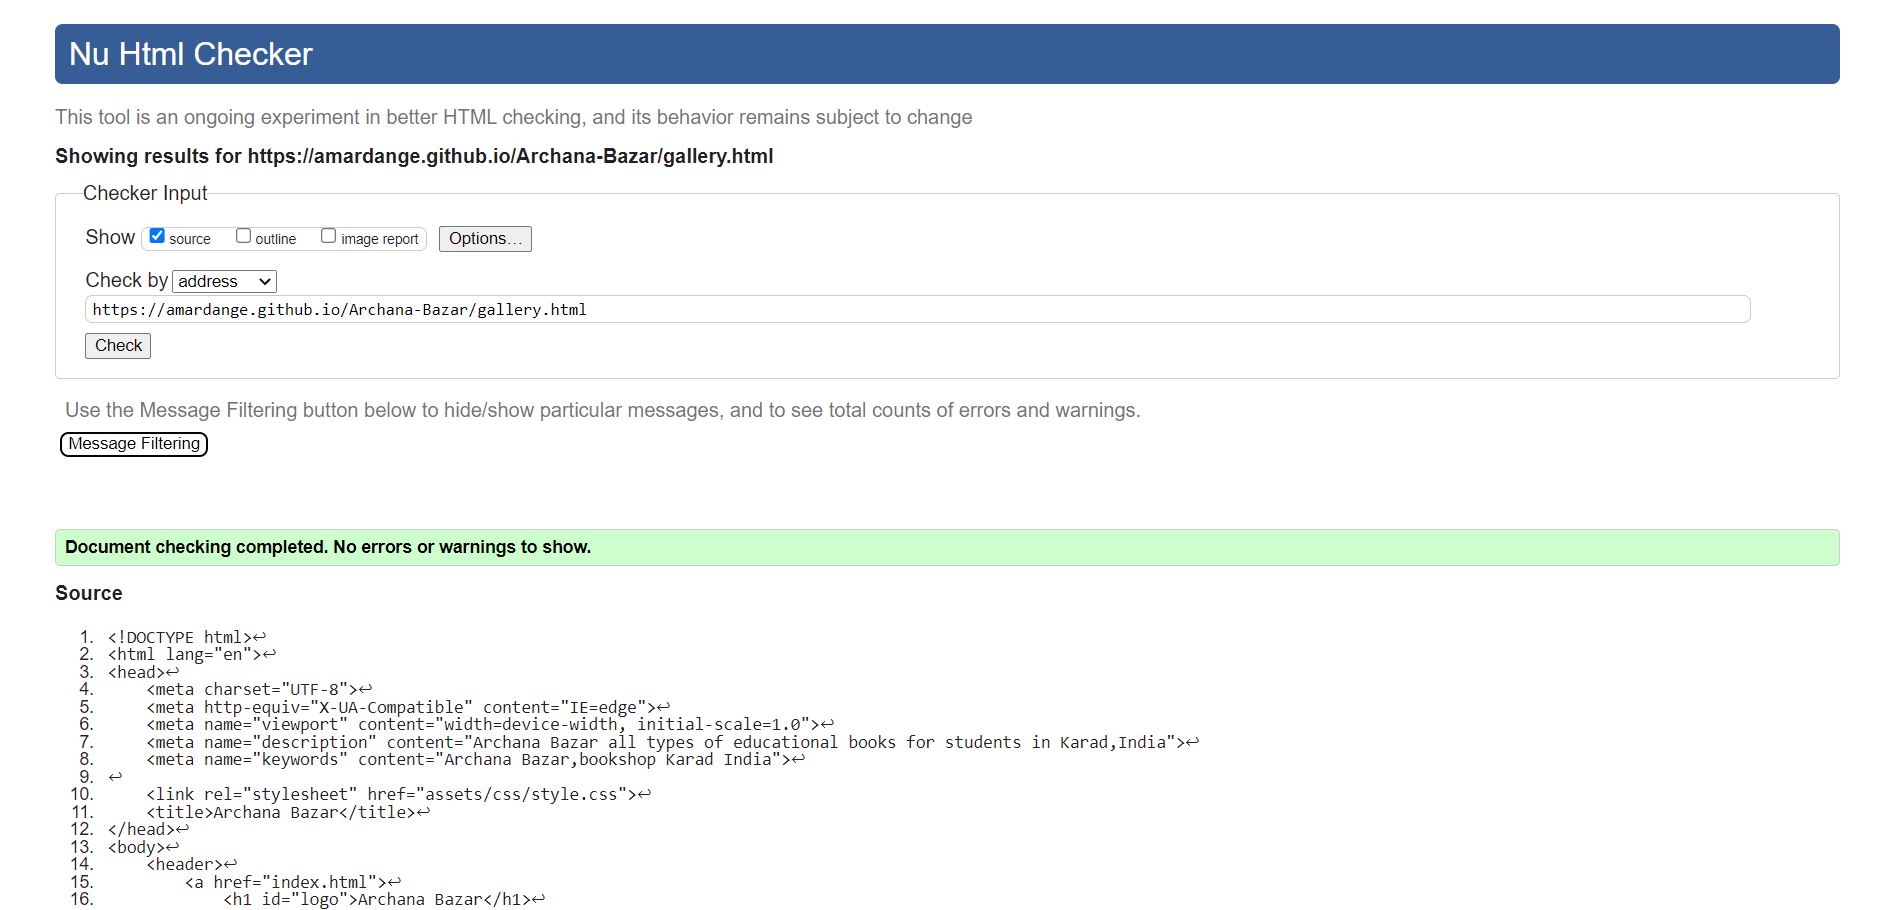 Nu Html Checker
This tool is an ongoing experiment in better HTML checking, and its behavior remains subject to change
Showing results for https://amardange.github.io/Archana-Bazar/gallery.html
Checker Input
Show source outline image report Options...
Check by address
https://amardange.github.io/Archana-Bazar/gallery.html
Check
Use the Message Filtering button below to hide/show particular messages, and to see total counts of errors and warnings.
Message Filtering
Document checking completed. No errors or warnings to show.
Source
1. <!DOCTYPE html>↩
2. <html lang="en">↩
3. <head>↩
4.     <meta charset="UTF-8">↩
5.     <meta http-equiv="X-UA-Compatible" content="IE=edge">↩
6.     <meta name="viewport" content="width=device-width, initial-scale=1.0">↩
7.     <meta name="description" content="Archana Bazar all types of educational books for students in Karad,India">↩
8.     <meta name="keywords" content="Archana Bazar,bookshop Karad India">↩
9. ↩
10.     <link rel="stylesheet" href="assets/css/style.css">↩
11.     <title>Archana Bazar</title>↩
12. </head>↩
13. <body>↩
14.     <header>↩
15.         <a href="index.html">↩
16.             <h1 id="logo">Archana Bazar</h1>↩